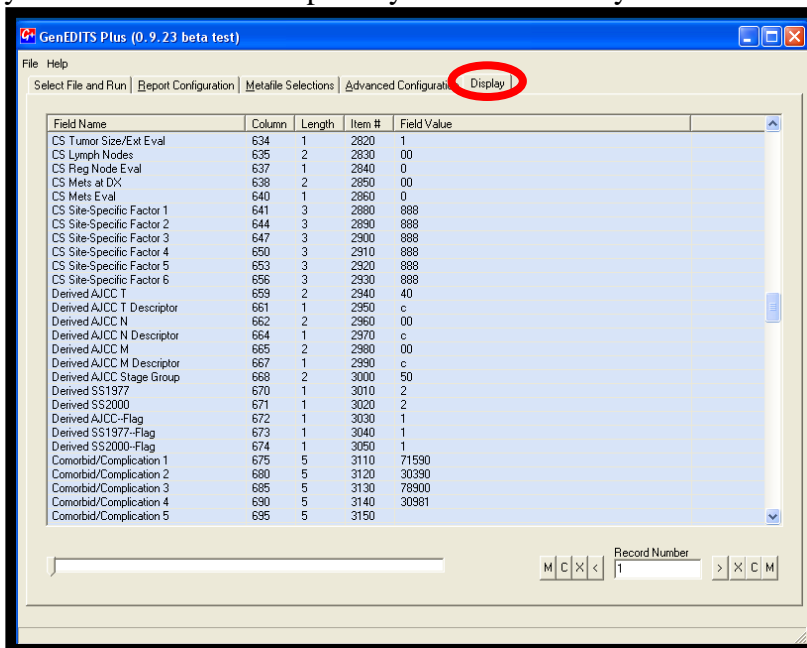 GenEDITS Plus (0.9.23 beta test)
File Help
Select File and Run Report Configuration Metafile Selections Advanced Configuration Display
Field Name Column Length Item # Field Value
CS Tumor Size/Ext Eval 634 1 2820 1
CS Lymph Nodes 635 2 2830 00
CS Reg Node Eval 637 1 2840 0
CS Mets at DX 638 2 2850 00
CS Mets Eval 640 1 2860 0
CS Site-Specific Factor 1 641 3 2880 888
CS Site-Specific Factor 2 644 3 2890 888
CS Site-Specific Factor 3 647 3 2900 888
CS Site-Specific Factor 4 650 3 2910 888
CS Site-Specific Factor 5 653 3 2920 888
CS Site-Specific Factor 6 656 3 2930 888
Derived AJCC T 659 2 2940 40
Derived AJCC T Descriptor 661 1 2950 c
Derived AJCC N 662 2 2960 00
Derived AJCC N Descriptor 664 1 2970 c
Derived AJCC M 665 2 2980 00
Derived AJCC M Descriptor 667 1 2990 c
Derived AJCC Stage Group 668 2 3000 50
Derived SS1977 670 1 3010 2
Derived SS2000 671 1 3020 2
Derived AJCC--Flag 672 1 3030 1
Derived SS1977--Flag 673 1 3040 1
Derived SS2000--Flag 674 1 3050 1
Comorbid/Complication 1 675 5 3110 71590
Comorbid/Complication 2 680 5 3120 30390
Comorbid/Complication 3 685 5 3130 78900
Comorbid/Complication 4 690 5 3140 30981
Comorbid/Complication 5 695 5 3150
Record Number
M C X < 1 > X C M